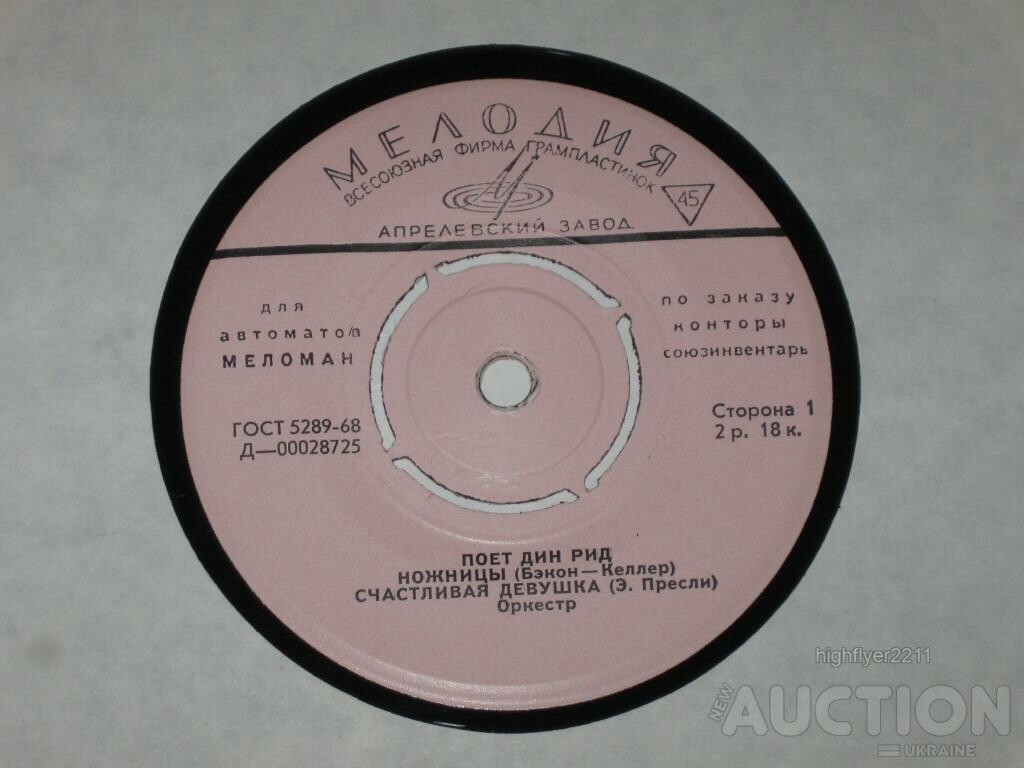 МЕЛОДИЯ
ВСЕСОЮЗНАЯ ФИРМА ГРАМПЛАСТИНОК
45
АПРЕЛЕВСКИЙ ЗАВОД
для
автоматов
МЕЛОМАН
по заказу
конторы
союзинвентарь
ГОСТ 5289-68
Д—00028725
Сторона 1
2 р. 18 к.
ПОЕТ ДИН РИД
НОЖНИЦЫ (Бэкон—Келлер)
СЧАСТЛИВАЯ ДЕВУШКА (Э. Пресли)
Оркестр
highflyer2211
NEW AUCTION
UKRAINE